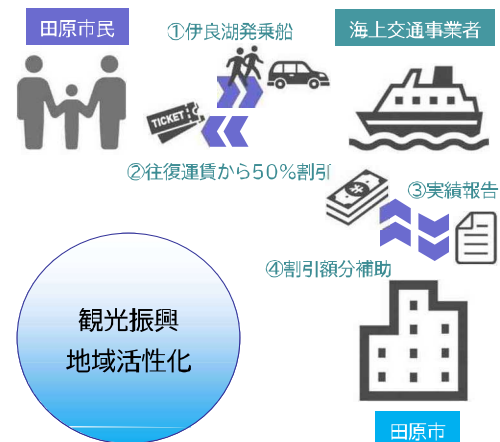 田原市民
①伊良湖発乗船
海上交通事業者
TICKET
②往復運賃から50%割引
③実績報告
¥
④割引額分補助
観光振興
地域活性化
田原市